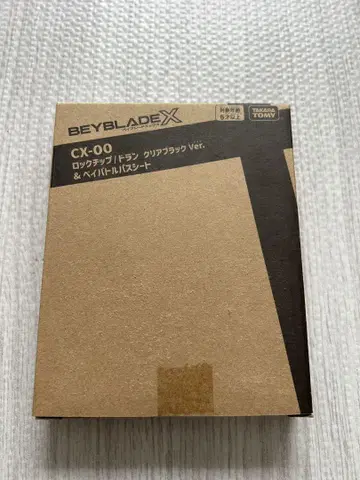 BEYBLADE X
対象年齢
6才以上
TAKARA
TOMY
CX-00
ロックチップ/ドラン クリアブラック Ver.
& ベイバトルパスシート